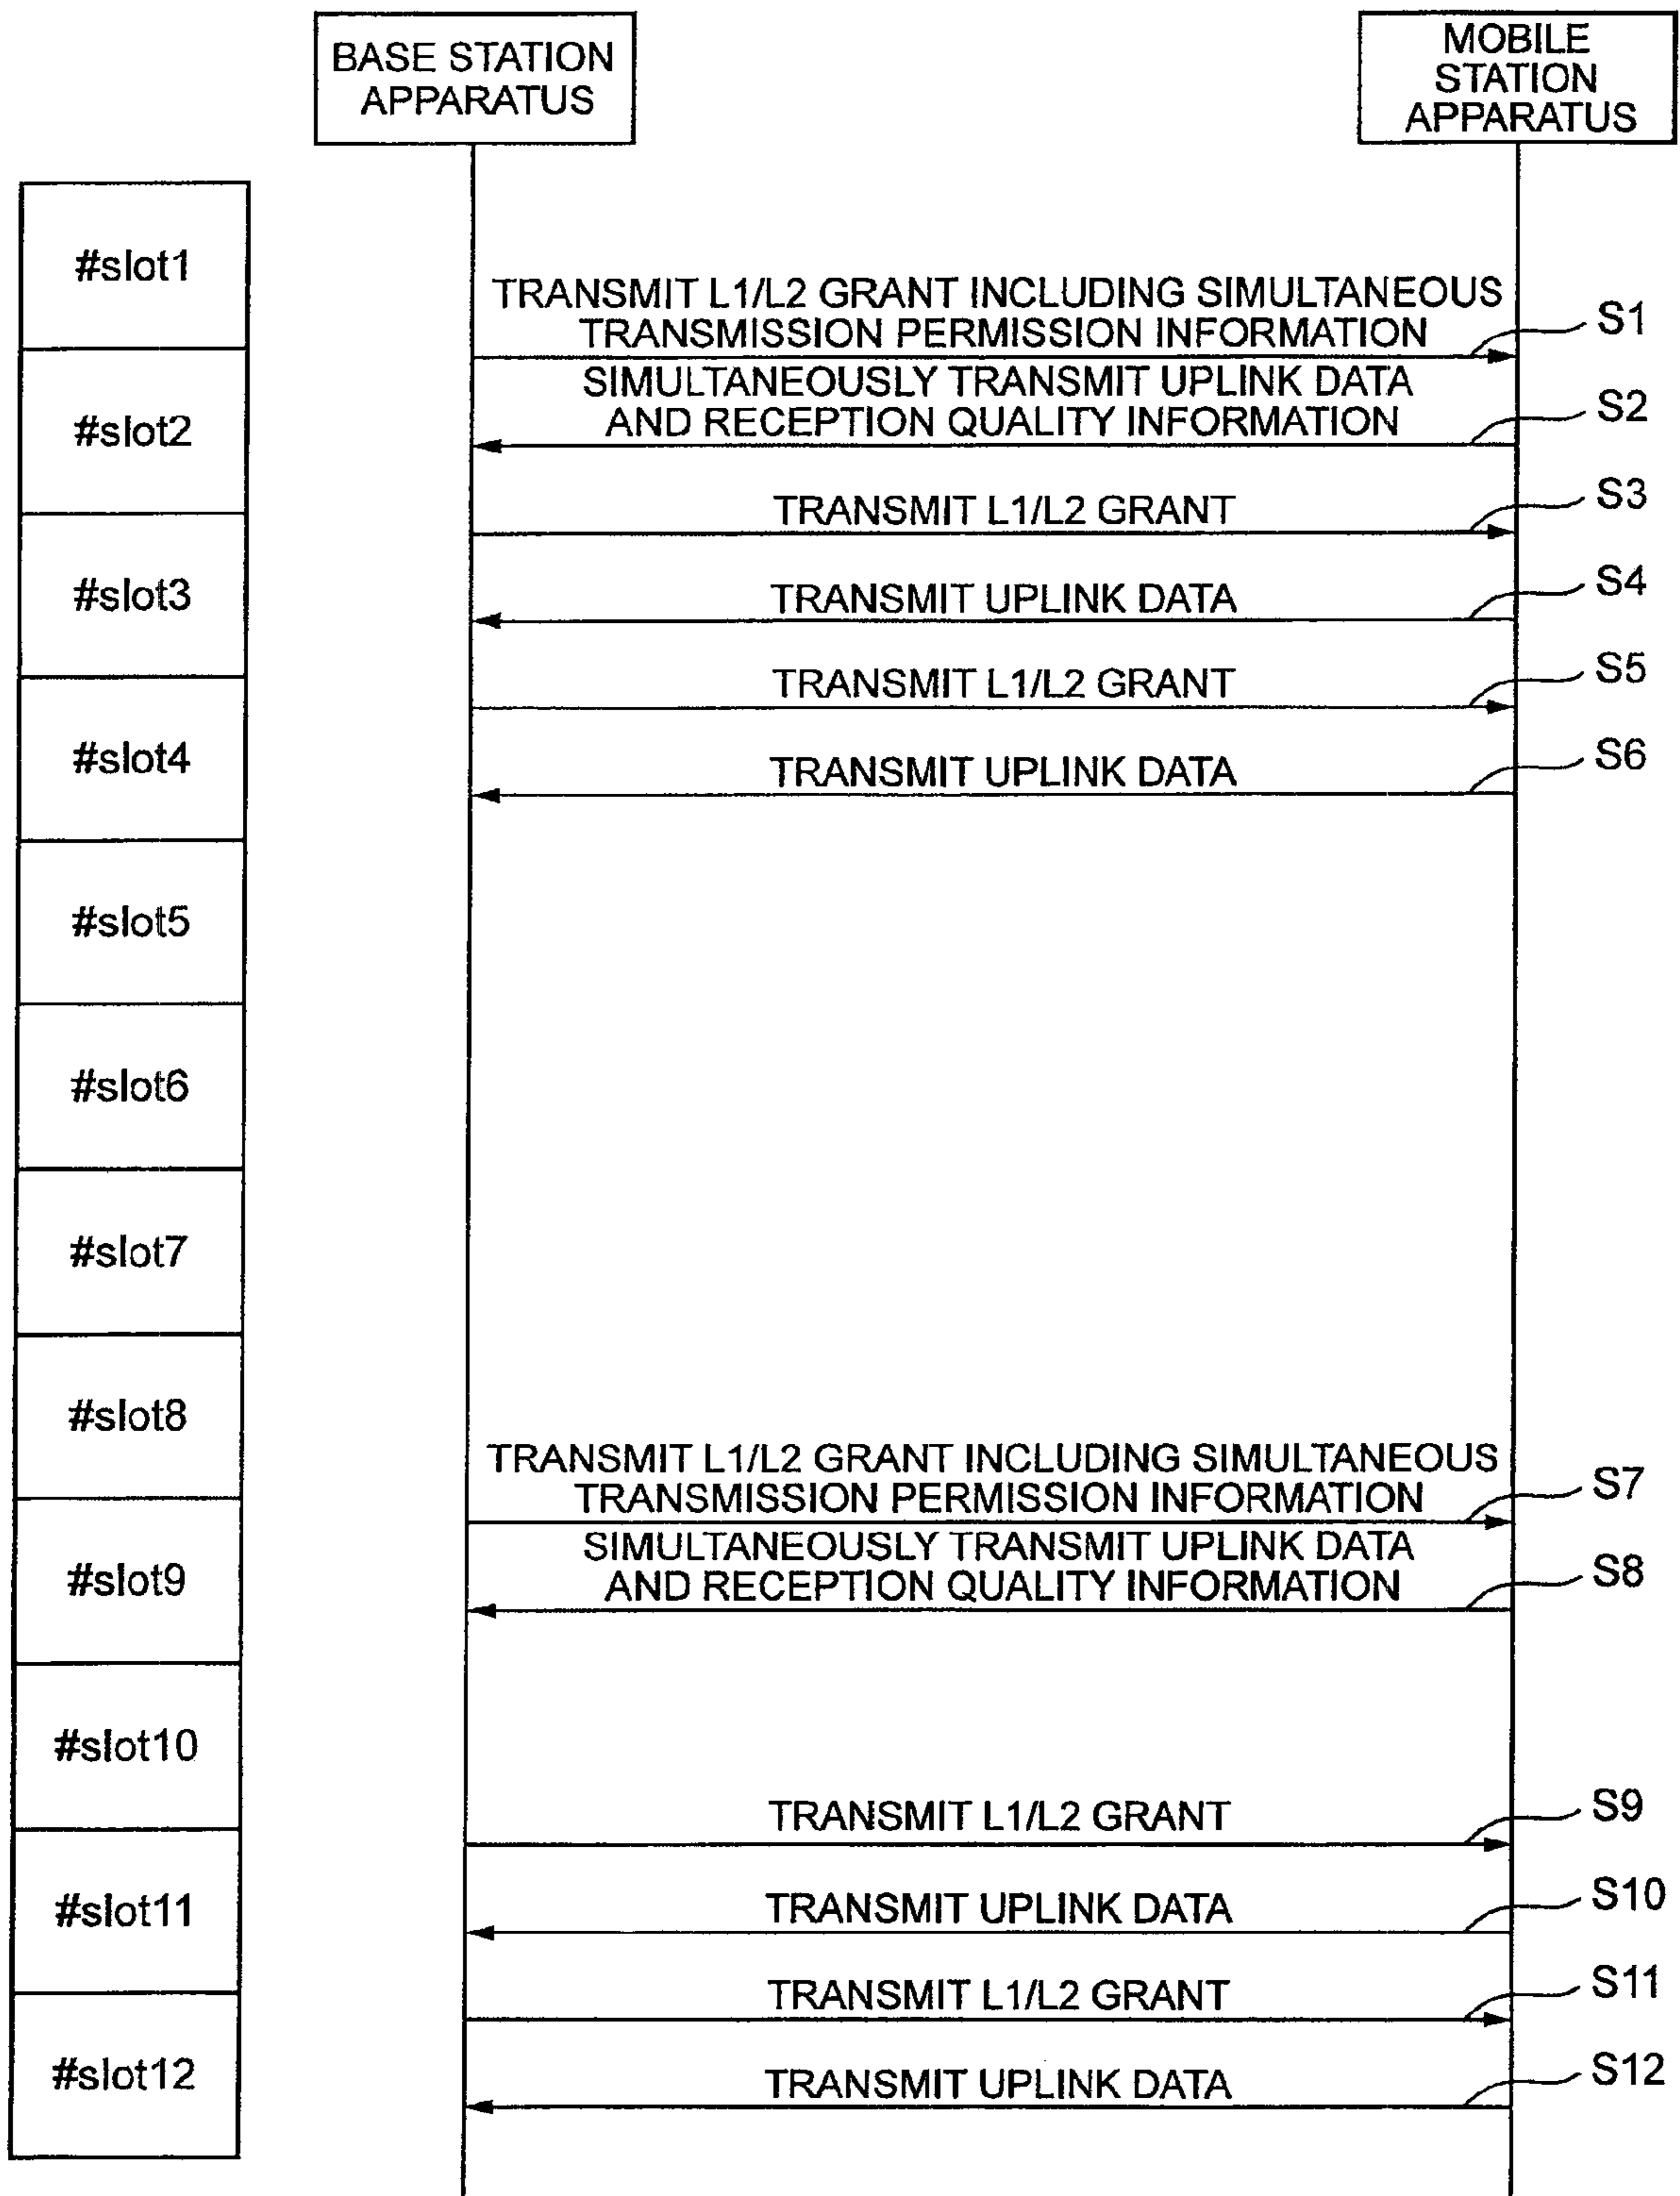 BASE STATION
APPARATUS
MOBILE
STATION
APPARATUS
#slot1
TRANSMIT L1/L2 GRANT INCLUDING SIMULTANEOUS
TRANSMISSION PERMISSION INFORMATION
S1
#slot2
SIMULTANEOUSLY TRANSMIT UPLINK DATA
AND RECEPTION QUALITY INFORMATION
S2
TRANSMIT L1/L2 GRANT
S3
#slot3
TRANSMIT UPLINK DATA
S4
TRANSMIT L1/L2 GRANT
S5
#slot4
TRANSMIT UPLINK DATA
S6
#slot5
#slot6
#slot7
#slot8
TRANSMIT L1/L2 GRANT INCLUDING SIMULTANEOUS
TRANSMISSION PERMISSION INFORMATION
S7
#slot9
SIMULTANEOUSLY TRANSMIT UPLINK DATA
AND RECEPTION QUALITY INFORMATION
S8
#slot10
TRANSMIT L1/L2 GRANT
S9
#slot11
TRANSMIT UPLINK DATA
S10
TRANSMIT L1/L2 GRANT
S11
#slot12
TRANSMIT UPLINK DATA
S12